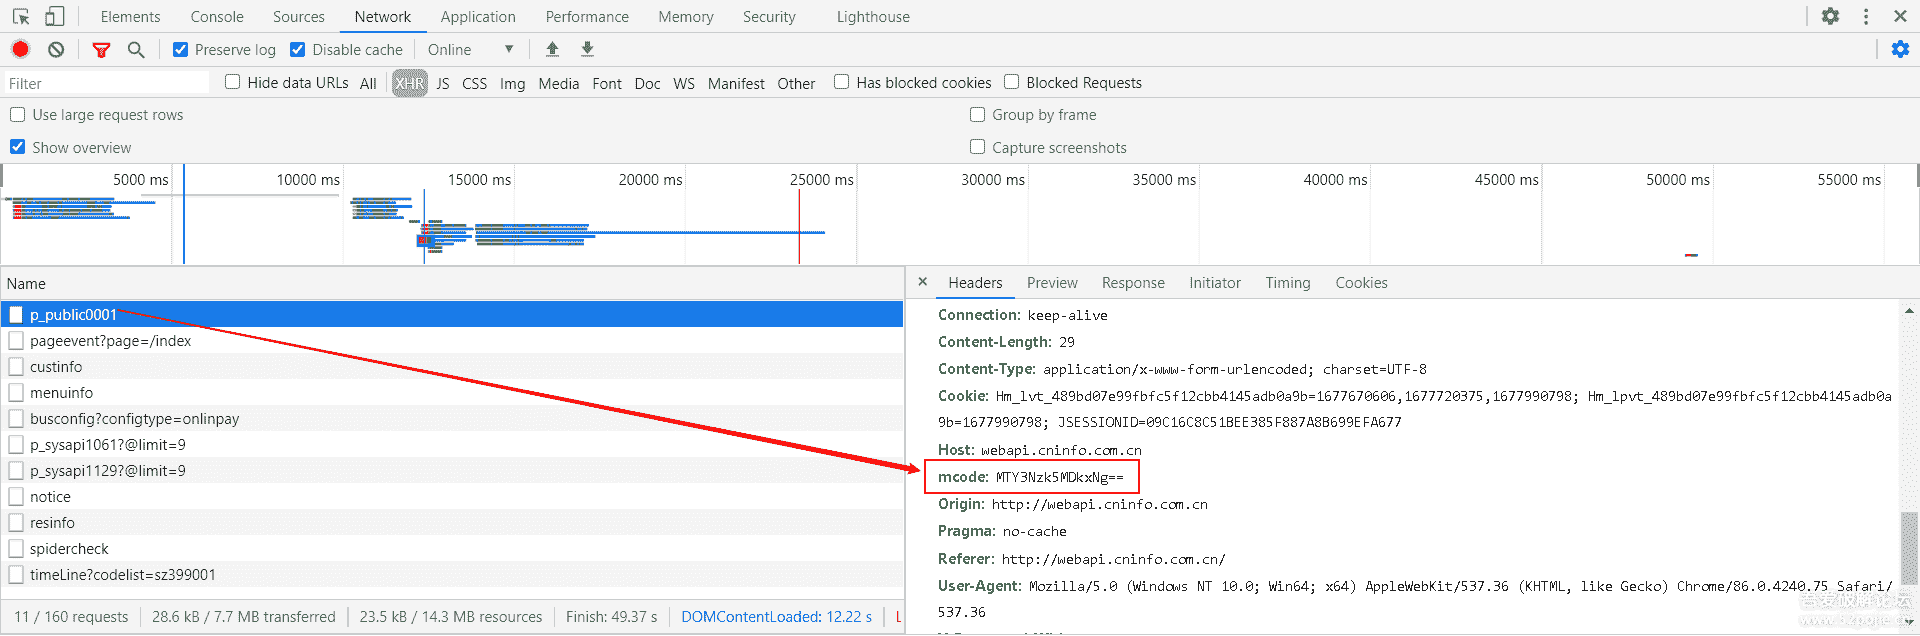 Elements Console Sources Network Application Performance Memory Security Lighthouse
Preserve log Disable cache Online
Filter Hide data URLs All XHR JS CSS Img Media Font Doc WS Manifest Other Has blocked cookies Blocked Requests
Use large request rows Group by frame
Show overview Capture screenshots
5000 ms 10000 ms 15000 ms 20000 ms 25000 ms 30000 ms 35000 ms 40000 ms 45000 ms 50000 ms 55000 ms
Name
p_public0001
pageevent?page=/index
custinfo
menuinfo
busconfig?configtype=onlinpay
p_sysapi1061?@limit=9
p_sysapi1129?@limit=9
notice
resinfo
spidercheck
timeLine?codelist=sz399001
11 / 160 requests 28.6 kB / 7.7 MB transferred 23.5 kB / 14.3 MB resources Finish: 49.37 s DOMContentLoaded: 12.22 s L
× Headers Preview Response Initiator Timing Cookies
Connection: keep-alive
Content-Length: 29
Content-Type: application/x-www-form-urlencoded; charset=UTF-8
Cookie: Hm_lvt_489bd07e99fbfc5f12cbb4145adb0a9b=1677670606,1677720375,1677990798; Hm_lpvt_489bd07e99fbfc5f12cbb4145adb0a
9b=1677990798; JSESSIONID=09C16C8C51BEE385F887A8B699EFA677
Host: webapi.cninfo.com.cn
mcode: MTY3Nzk5MDkxNg==
Origin: http://webapi.cninfo.com.cn
Pragma: no-cache
Referer: http://webapi.cninfo.com.cn/
User-Agent: Mozilla/5.0 (Windows NT 10.0; Win64; x64) AppleWebKit/537.36 (KHTML, like Gecko) Chrome/86.0.4240.75 Safari/
537.36